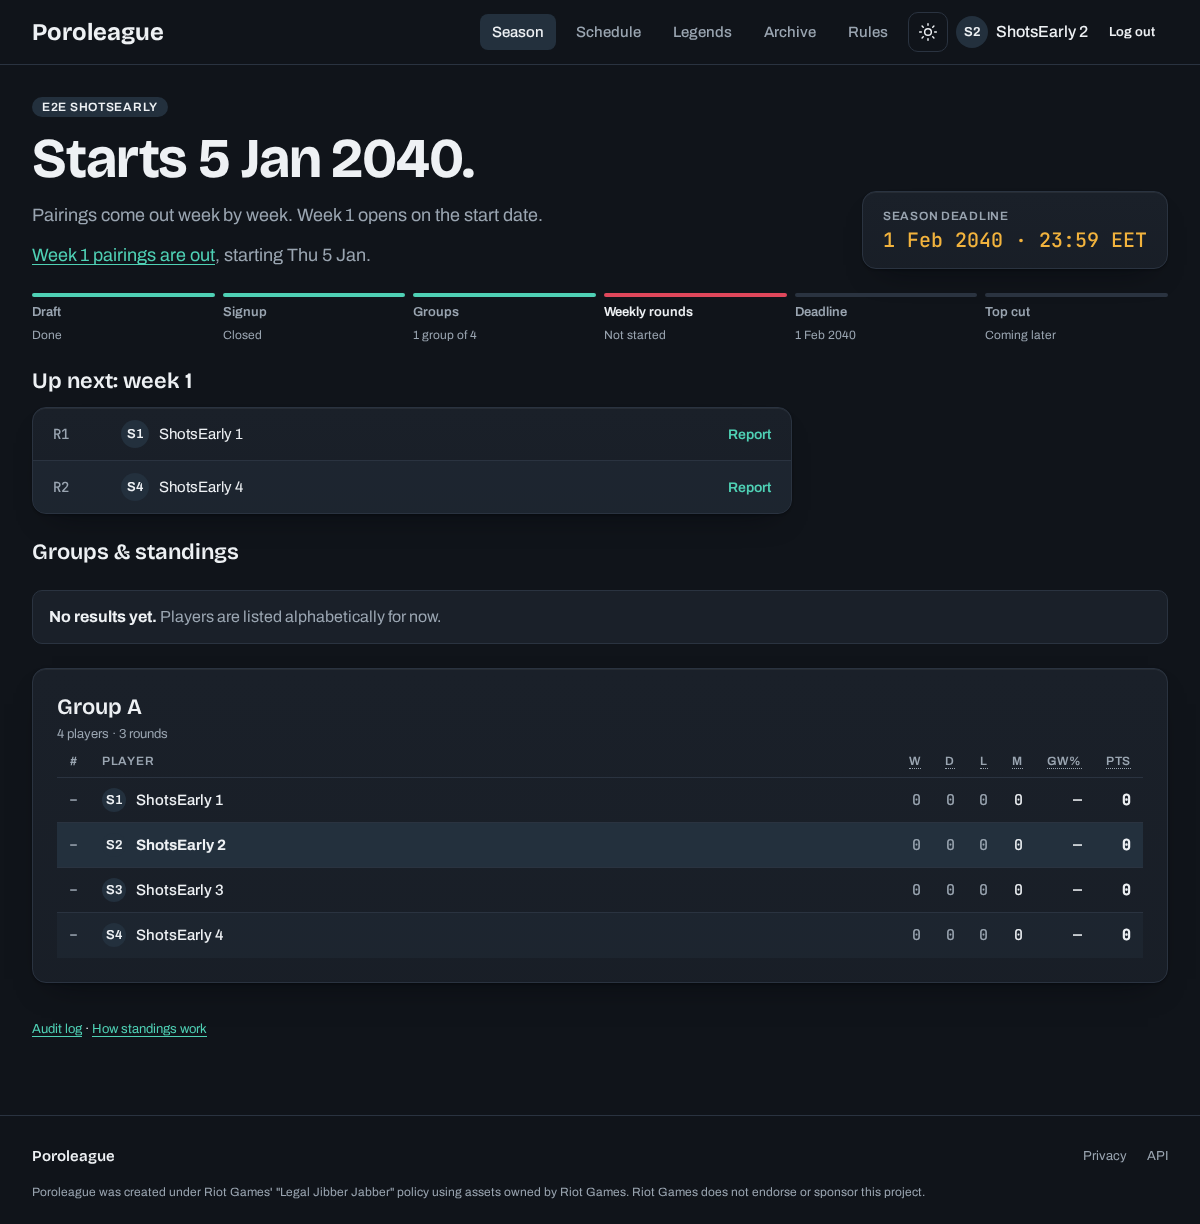 Poroleague
Season Schedule Legends Archive Rules S2 ShotsEarly 2 Log out
E2E SHOTSEARLY
Starts 5 Jan 2040.
Pairings come out week by week. Week 1 opens on the start date.
Week 1 pairings are out, starting Thu 5 Jan.
SEASON DEADLINE
1 Feb 2040 · 23:59 EET
Draft Signup Groups Weekly rounds Deadline Top cut
Done Closed 1 group of 4 Not started 1 Feb 2040 Coming later
Up next: week 1
R1 S1 ShotsEarly 1 Report
R2 S4 ShotsEarly 4 Report
Groups & standings
No results yet. Players are listed alphabetically for now.
Group A
4 players · 3 rounds
# PLAYER W D L M GW% PTS
– S1 ShotsEarly 1 0 0 0 0 – 0
– S2 ShotsEarly 2 0 0 0 0 – 0
– S3 ShotsEarly 3 0 0 0 0 – 0
– S4 ShotsEarly 4 0 0 0 0 – 0
Audit log · How standings work
Poroleague Privacy API
Poroleague was created under Riot Games' "Legal Jibber Jabber" policy using assets owned by Riot Games. Riot Games does not endorse or sponsor this project.